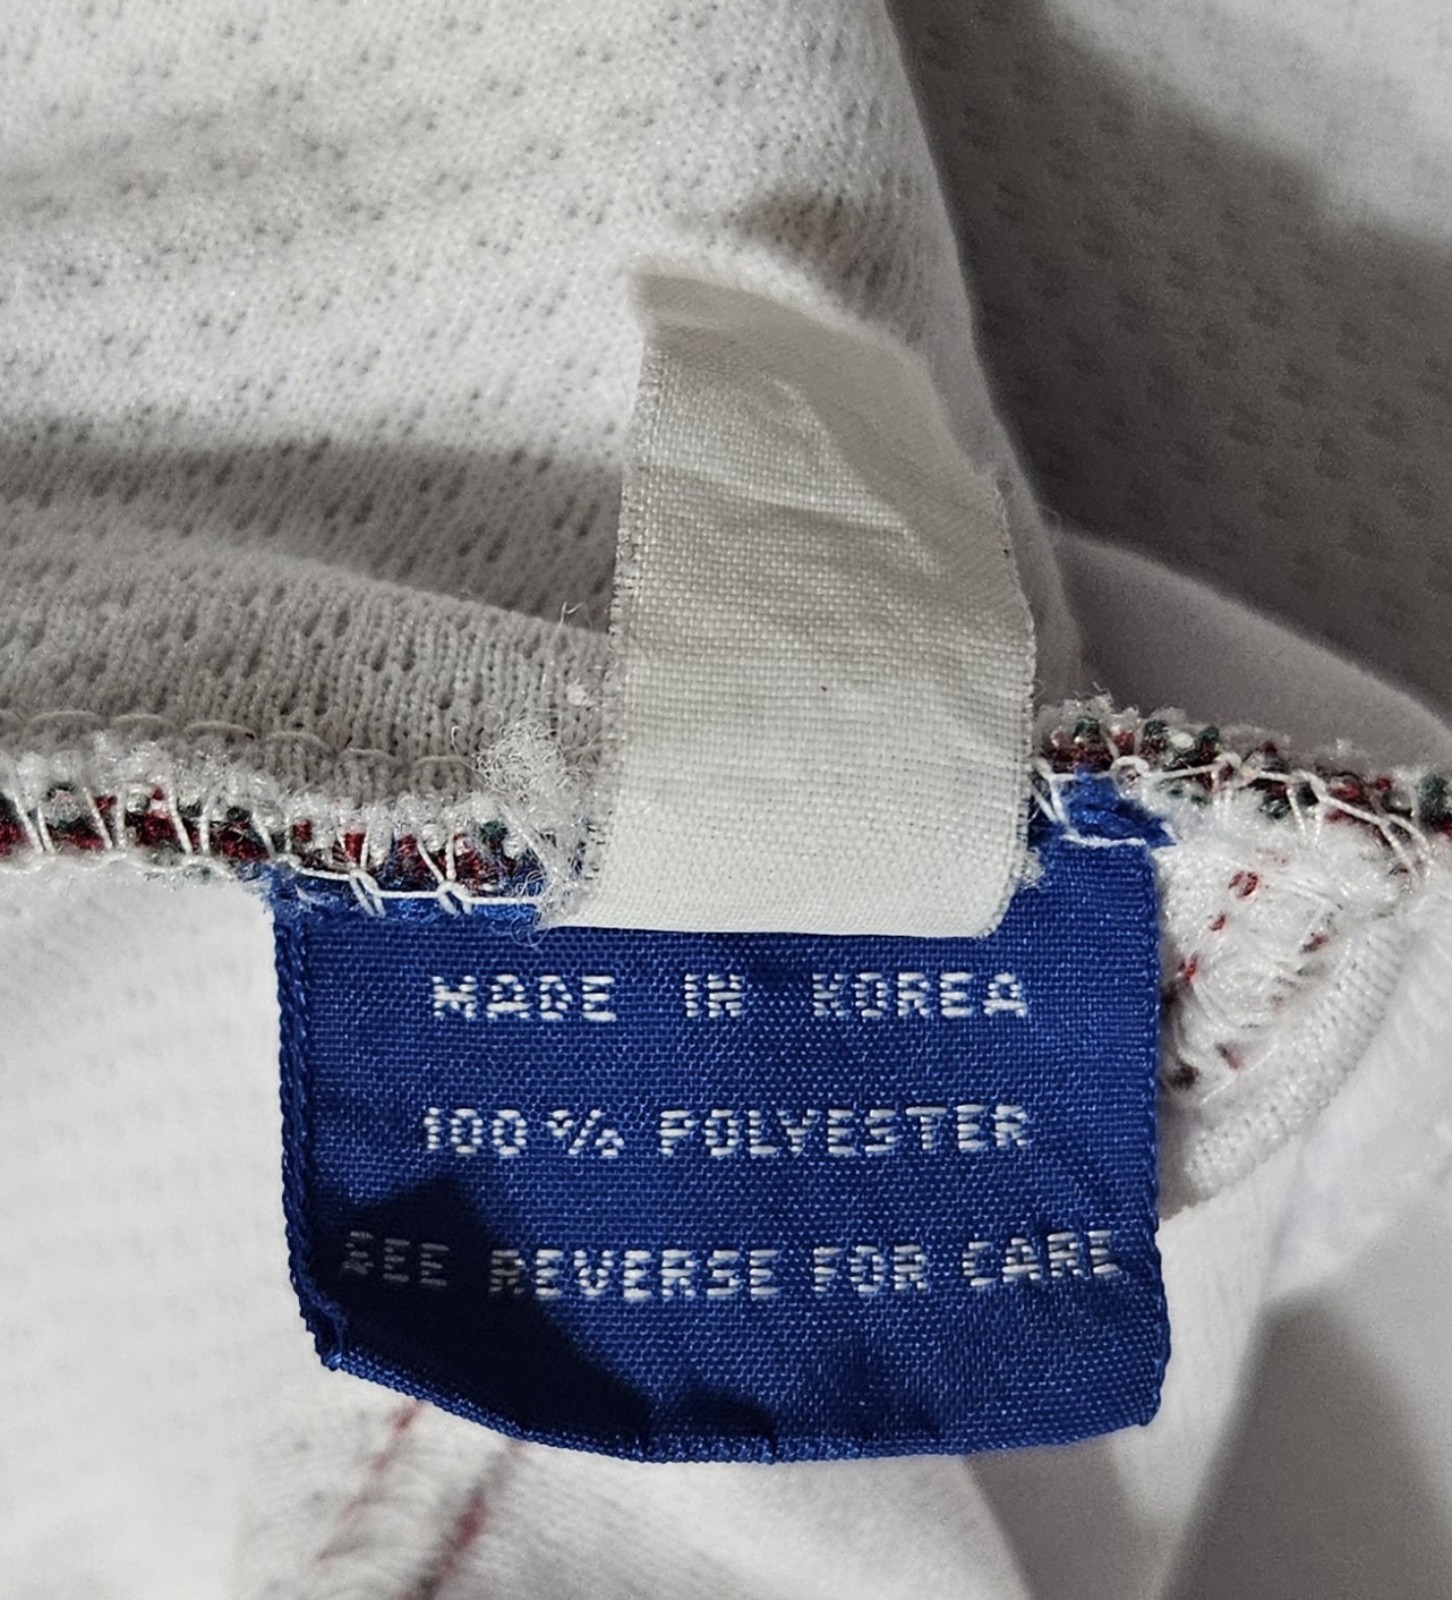 MADE IN KOREA
100% POLYESTER
SEE REVERSE FOR CARE